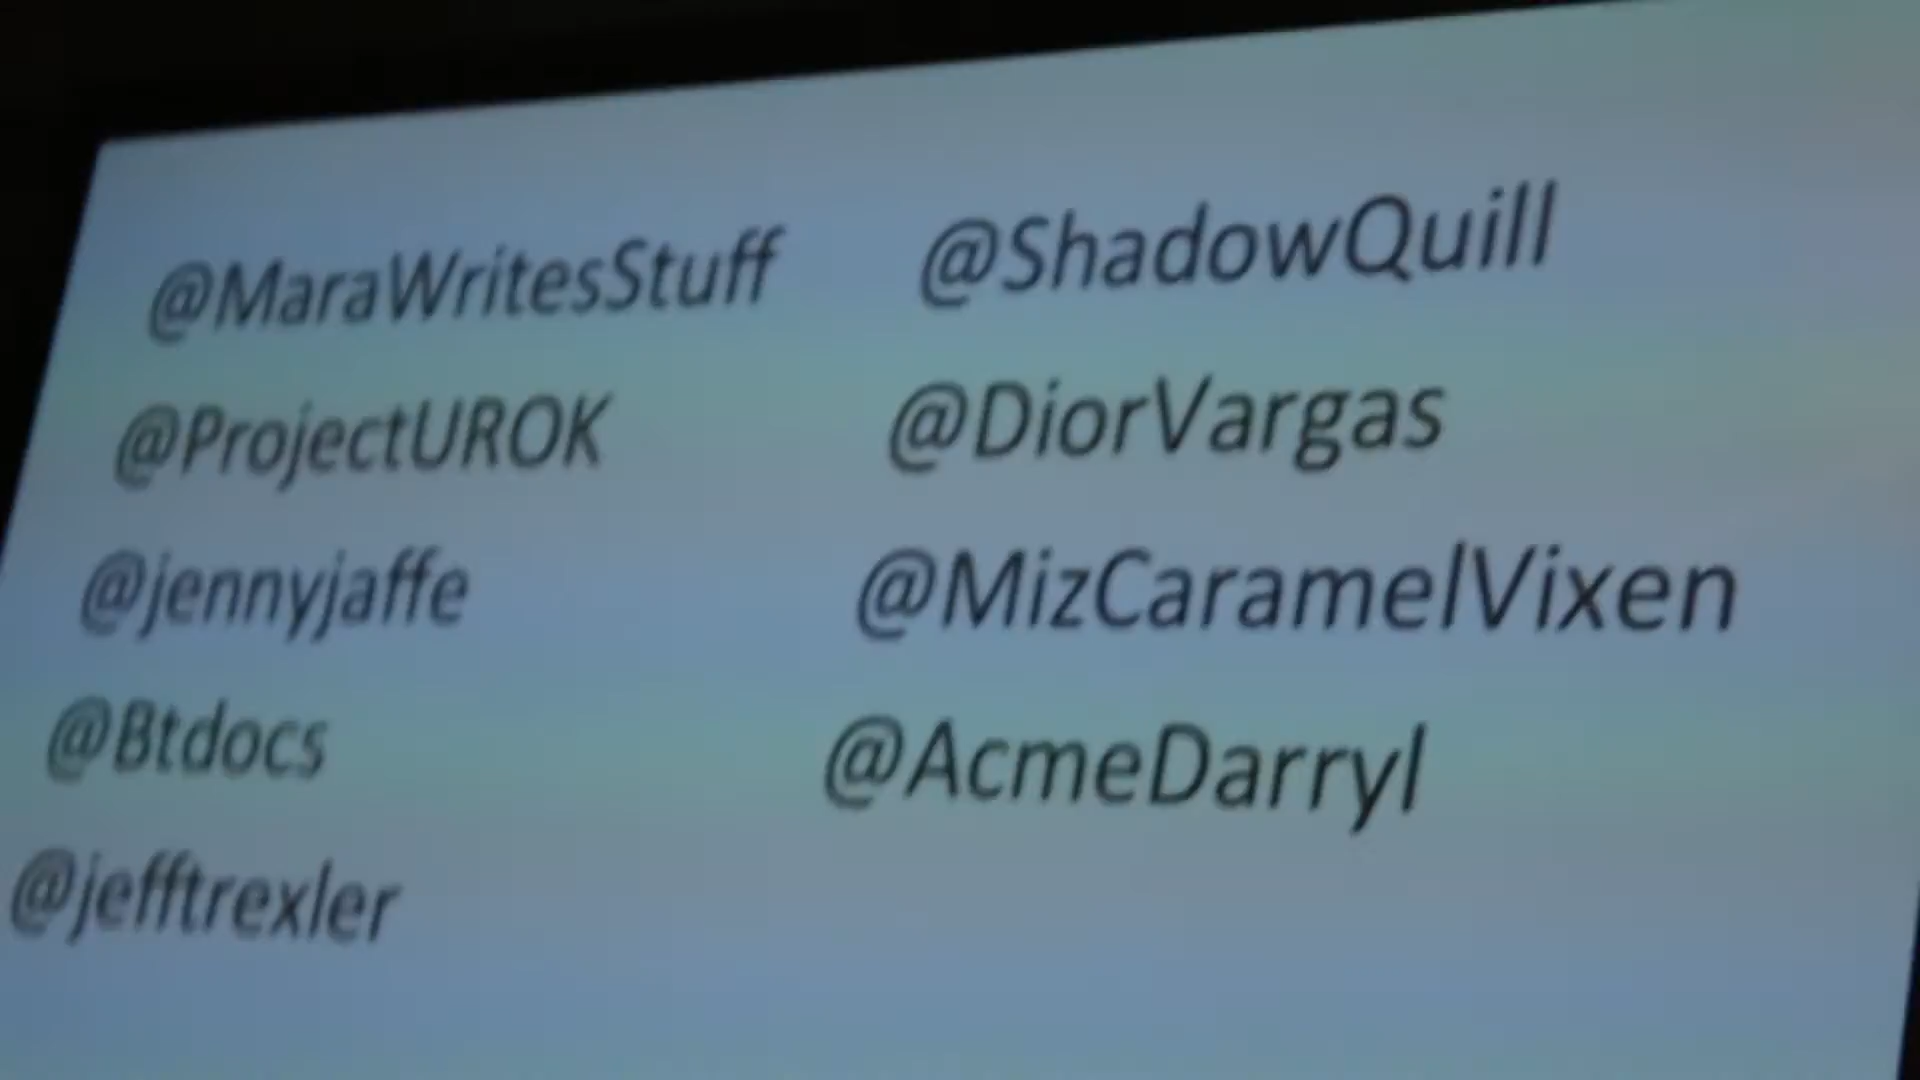 @MaraWritesStuff
@ProjectUROK
@jennyjaffe
@Btdocs
@jefftrexler
@ShadowQuill
@DiorVargas
@MizCaramelVixen
@AcmeDarryl